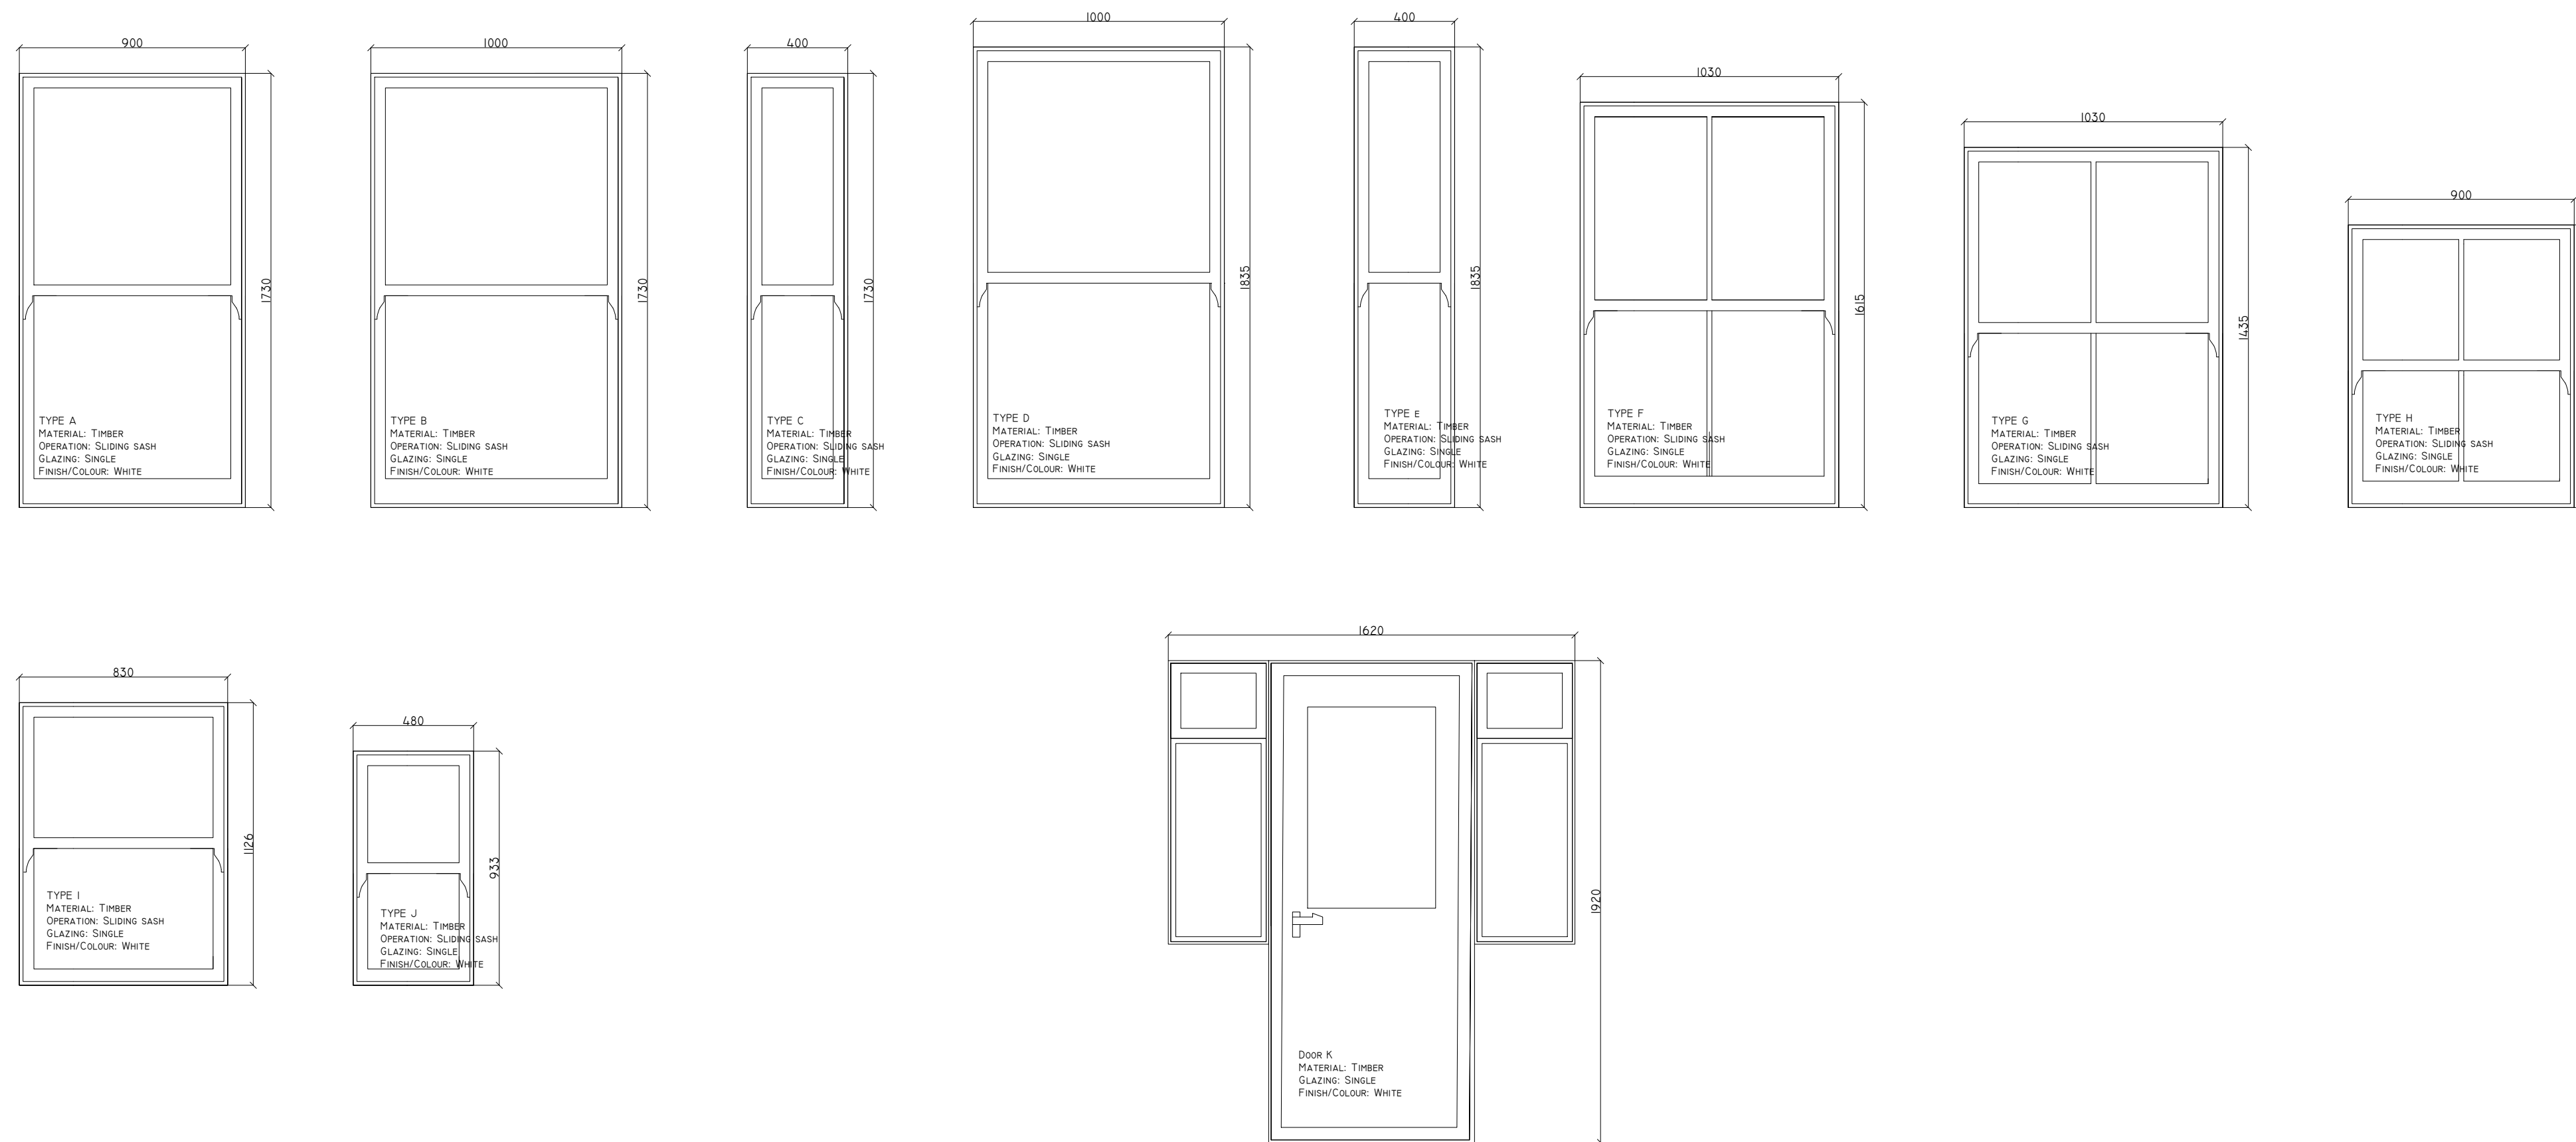 900
1730
TYPE A
MATERIAL: TIMBER
OPERATION: SLIDING SASH
GLAZING: SINGLE
FINISH/COLOUR: WHITE
1000
1730
TYPE B
MATERIAL: TIMBER
OPERATION: SLIDING SASH
GLAZING: SINGLE
FINISH/COLOUR: WHITE
400
1730
TYPE C
MATERIAL: TIMBER
OPERATION: SLIDING SASH
GLAZING: SINGLE
FINISH/COLOUR: WHITE
1000
1835
TYPE D
MATERIAL: TIMBER
OPERATION: SLIDING SASH
GLAZING: SINGLE
FINISH/COLOUR: WHITE
400
1835
TYPE E
MATERIAL: TIMBER
OPERATION: SLIDING SASH
GLAZING: SINGLE
FINISH/COLOUR: WHITE
1030
1615
TYPE F
MATERIAL: TIMBER
OPERATION: SLIDING SASH
GLAZING: SINGLE
FINISH/COLOUR: WHITE
1030
1435
TYPE G
MATERIAL: TIMBER
OPERATION: SLIDING SASH
GLAZING: SINGLE
FINISH/COLOUR: WHITE
900
TYPE H
MATERIAL: TIMBER
OPERATION: SLIDING SASH
GLAZING: SINGLE
FINISH/COLOUR: WHITE
830
1126
TYPE I
MATERIAL: TIMBER
OPERATION: SLIDING SASH
GLAZING: SINGLE
FINISH/COLOUR: WHITE
480
933
TYPE J
MATERIAL: TIMBER
OPERATION: SLIDING SASH
GLAZING: SINGLE
FINISH/COLOUR: WHITE
1620
1920
DOOR K
MATERIAL: TIMBER
GLAZING: SINGLE
FINISH/COLOUR: WHITE